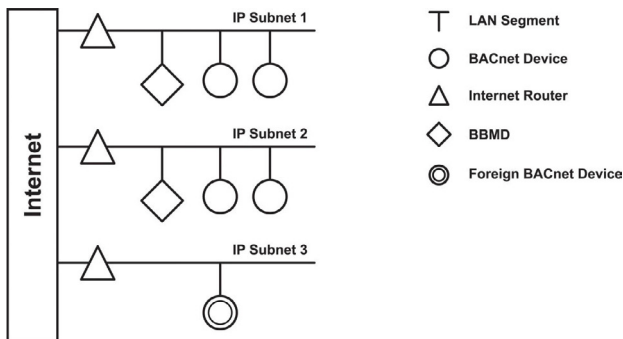 Internet
IP Subnet 1
IP Subnet 2
IP Subnet 3
LAN Segment
BACnet Device
Internet Router
BBMD
Foreign BACnet Device